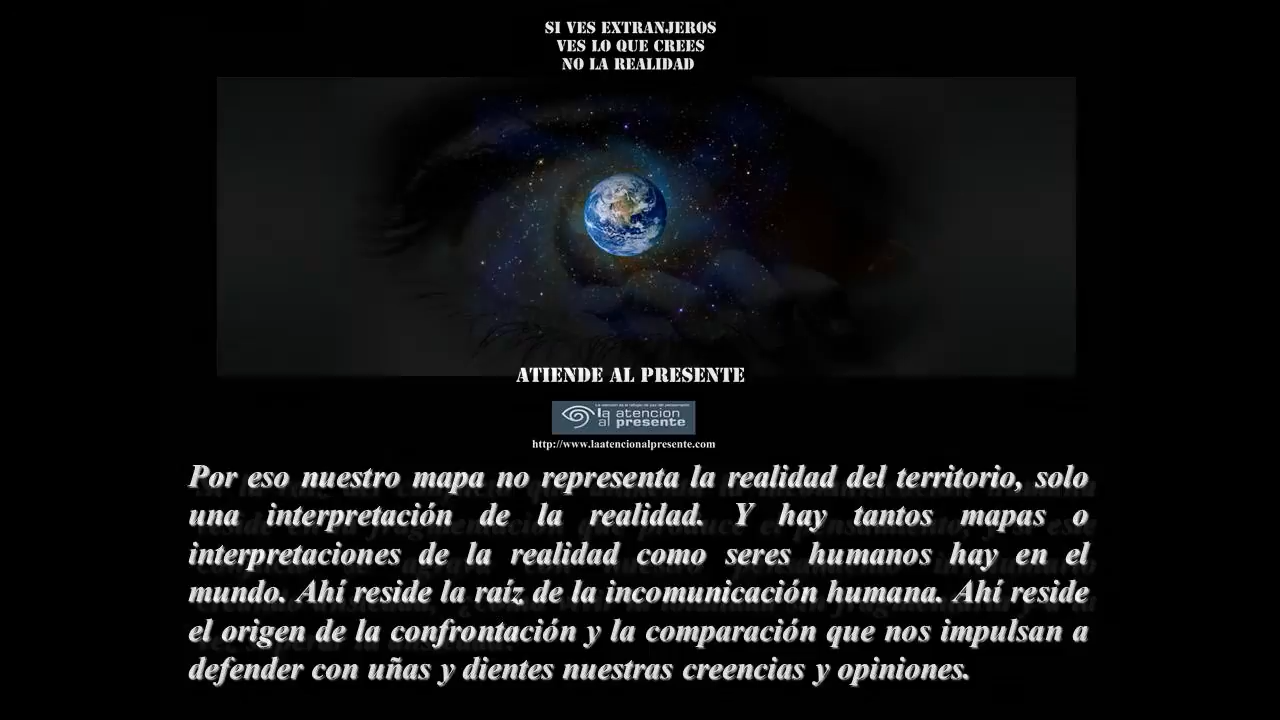 SI VES EXTRANJEROS
VES LO QUE CREES
NO LA REALIDAD
ATIENDE AL PRESENTE
la atencion
al presente
http://www.laatencionalpresente.com
Por eso nuestro mapa no representa la realidad del territorio, solo
una interpretación de la realidad. Y hay tantos mapas o
interpretaciones de la realidad como seres humanos hay en el
mundo. Ahí reside la raíz de la incomunicación humana. Ahí reside
el origen de la confrontación y la comparación que nos impulsan a
defender con uñas y dientes nuestras creencias y opiniones.